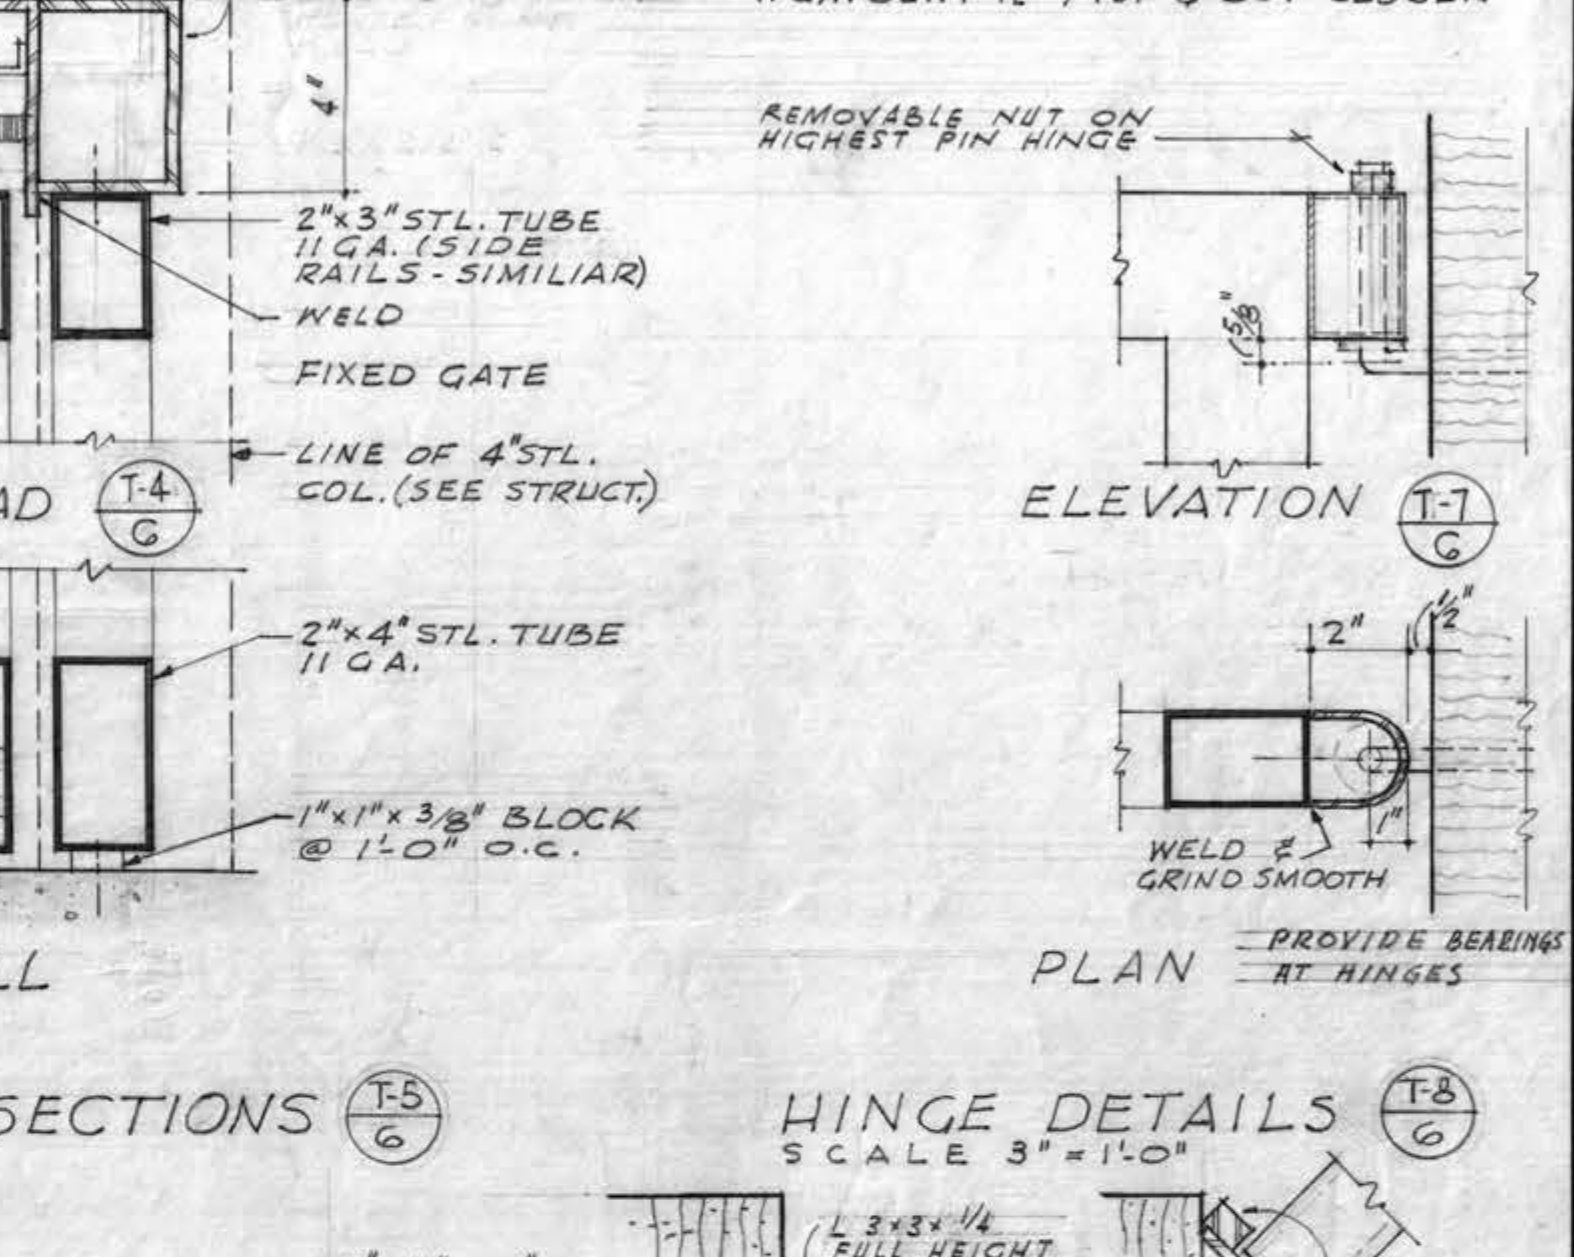 4"
2"x3" STL. TUBE
11 GA. (SIDE
RAILS - SIMILIAR)
WELD
FIXED GATE
LINE OF 4" STL.
COL. (SEE STRUCT.)
AD
T-4
6
2"x4" STL. TUBE
11 GA.
1"x1"x3/8" BLOCK
@ 1'-0" O.C.
LL
SECTIONS
T-5
6
REMOVABLE NUT ON
HIGHEST PIN HINGE
5/8"
ELEVATION
T-7
6
2"
1/2"
1"
WELD &
GRIND SMOOTH
PLAN
PROVIDE BEARINGS
AT HINGES
HINGE DETAILS
SCALE 3" = 1'-0"
T-8
6
L 3x3x 1/4
FULL HEIGHT